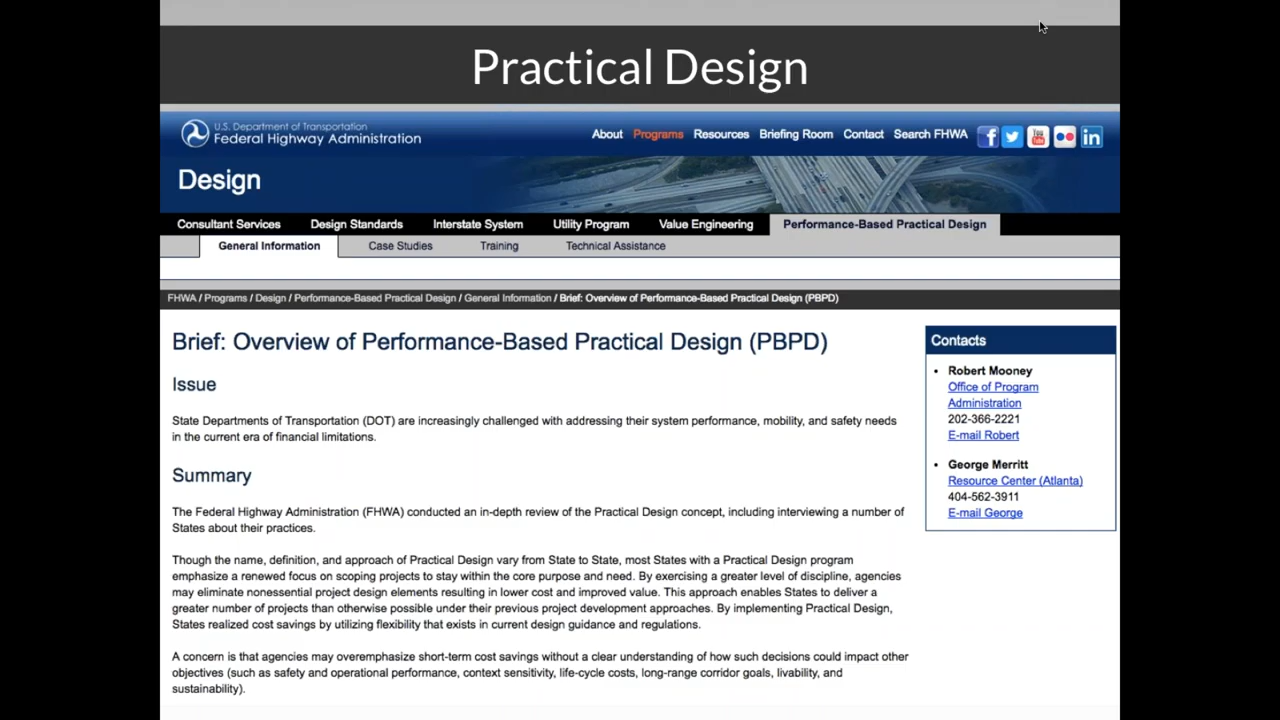 Practical Design
U.S. Department of Transportation
Federal Highway Administration
About Programs Resources Briefing Room Contact Search FHWA
Design
Consultant Services Design Standards Interstate System Utility Program Value Engineering Performance-Based Practical Design
General Information Case Studies Training Technical Assistance
FHWA / Programs / Design / Performance-Based Practical Design / General Information / Brief: Overview of Performance-Based Practical Design (PBPD)
Brief: Overview of Performance-Based Practical Design (PBPD)
Issue
State Departments of Transportation (DOT) are increasingly challenged with addressing their system performance, mobility, and safety needs
in the current era of financial limitations.
Summary
The Federal Highway Administration (FHWA) conducted an in-depth review of the Practical Design concept, including interviewing a number of
States about their practices.
Though the name, definition, and approach of Practical Design vary from State to State, most States with a Practical Design program
emphasize a renewed focus on scoping projects to stay within the core purpose and need. By exercising a greater level of discipline, agencies
may eliminate nonessential project design elements resulting in lower cost and improved value. This approach enables States to deliver a
greater number of projects than otherwise possible under their previous project development approaches. By implementing Practical Design,
States realized cost savings by utilizing flexibility that exists in current design guidance and regulations.
A concern is that agencies may overemphasize short-term cost savings without a clear understanding of how such decisions could impact other
objectives (such as safety and operational performance, context sensitivity, life-cycle costs, long-range corridor goals, livability, and
sustainability).
Contacts
• Robert Mooney
Office of Program
Administration
202-366-2221
E-mail Robert
• George Merritt
Resource Center (Atlanta)
404-562-3911
E-mail George